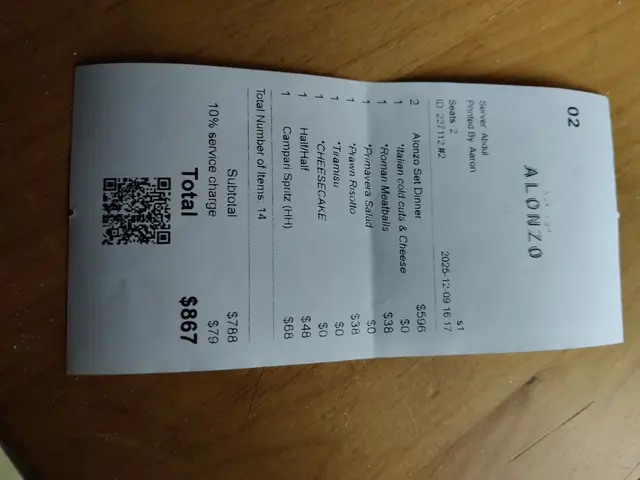 02
ALONZO
Server Abdul
Printed By Aaron
s1
Seats 2
2025-12-09 16:17
ID 227112 #2
2 Alonzo Set Dinner $596
1 *Italian cold cuts & Cheese $0
1 *Roman Meatballs $38
1 *Primavera Salad $0
1 *Prawn Risotto $38
1 *Tiramisu $0
1 *CHEESECAKE $0
1 Half/Half $48
1 Campari Spritz (HH) $68
Total Number of Items 14
Subtotal $788
10% service charge $79
Total $867